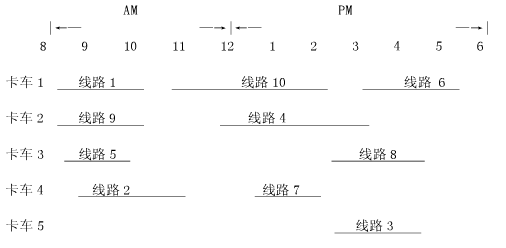 AM PM
8 9 10 11 12 1 2 3 4 5 6
卡车 1 线路 1 线路 10 线路 6
卡车 2 线路 9 线路 4
卡车 3 线路 5 线路 8
卡车 4 线路 2 线路 7
卡车 5 线路 3